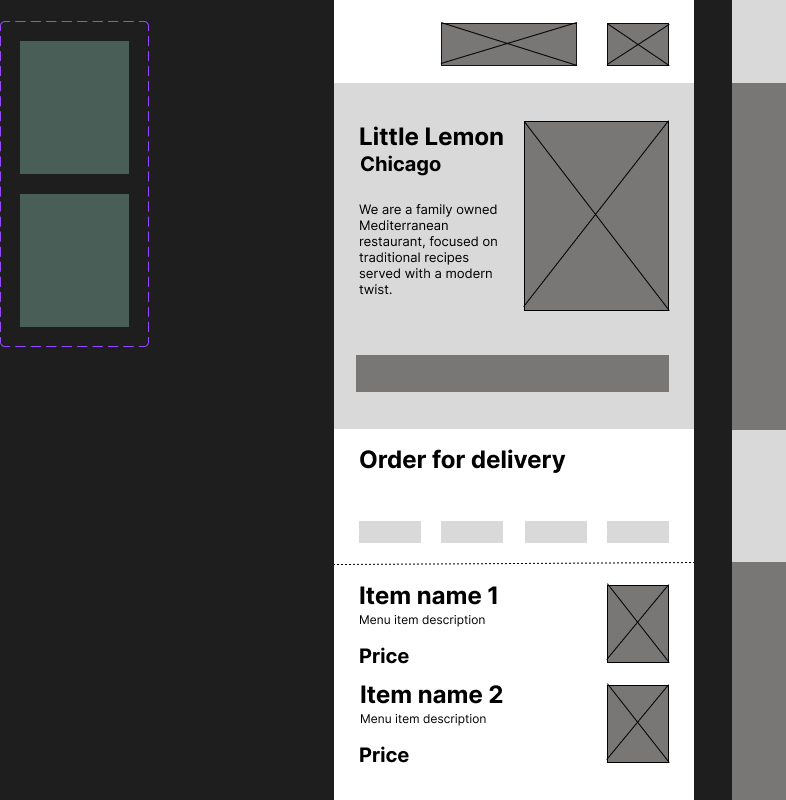 Little Lemon
Chicago
We are a family owned
Mediterranean
restaurant, focused on
traditional recipes
served with a modern
twist.
Order for delivery
Item name 1
Menu item description
Price
Item name 2
Menu item description
Price